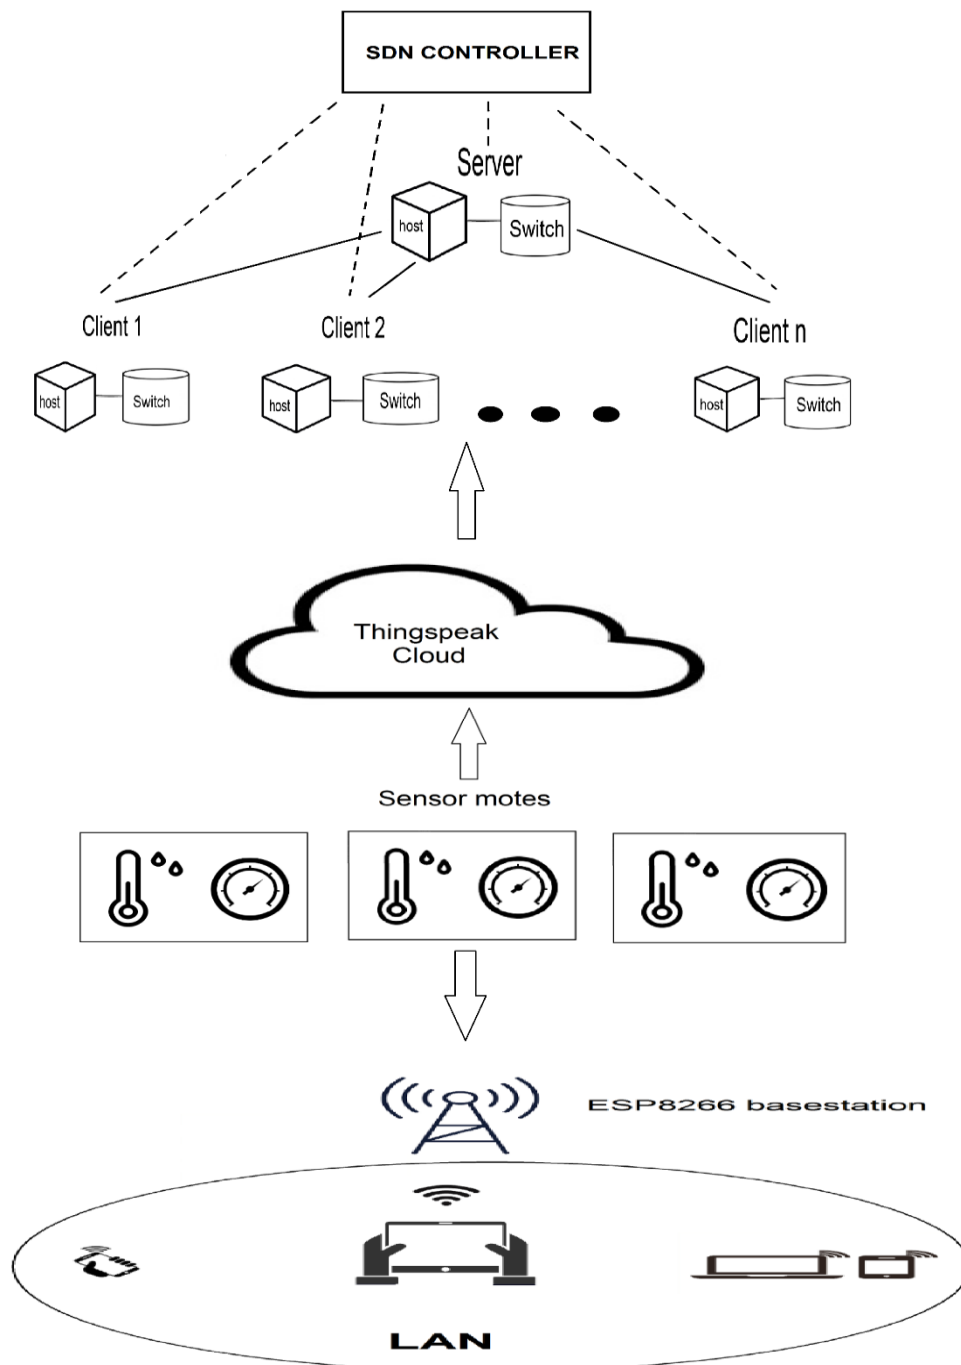 SDN CONTROLLER
Server
host
Switch
Client 1
Client 2
Client n
host
Switch
host
Switch
host
Switch
Thingspeak
Cloud
Sensor motes
ESP8266 basestation
LAN